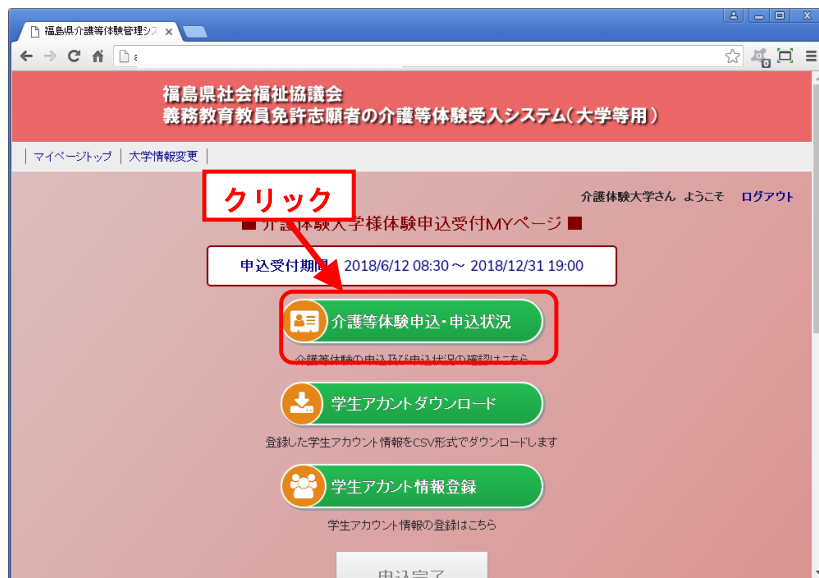 福島県介護等体験管理シス
福島県社会福祉協議会
義務教育教員免許志願者の介護等体験受入システム(大学等用)
マイページトップ | 大学情報変更
介護体験大学さん ようこそ ログアウト
クリック
■ 介護体験大学様体験申込受付MYページ ■
申込受付期間 2018/6/12 08:30 ~ 2018/12/31 19:00
介護等体験申込・申込状況
介護等体験の申込及び申込状況の確認はこちら
学生アカントダウンロード
登録した学生アカウント情報をCSV形式でダウンロードします
学生アカント情報登録
学生アカウント情報の登録はこちら
申込完了